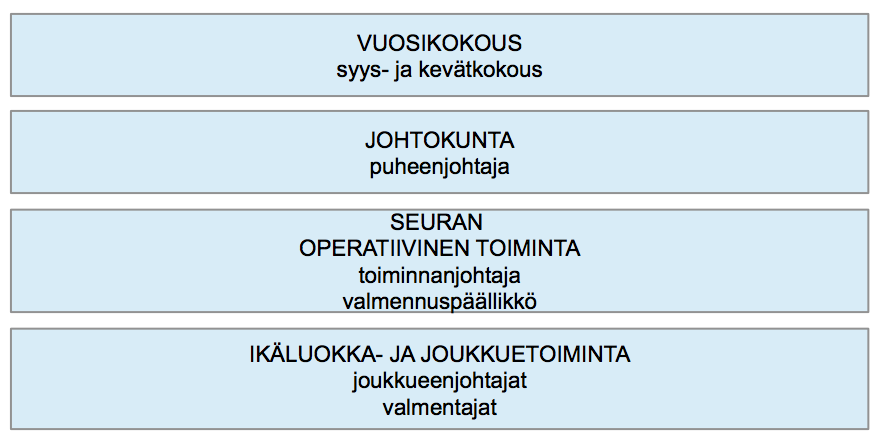 VUOSIKOKOUS
syys- ja kevätkokous
JOHTOKUNTA
puheenjohtaja
SEURAN
OPERATIIVINEN TOIMINTA
toiminnanjohtaja
valmennuspäällikkö
IKÄLUOKKA- JA JOUKKUETOIMINTA
joukkueenjohtajat
valmentajat